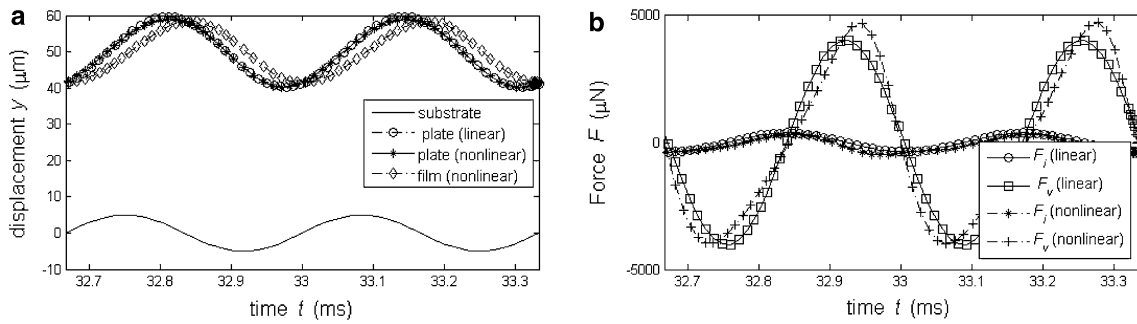 a
60
50
40
30
20
10
0
-10
displacement y (μm)
substrate
plate (linear)
plate (nonlinear)
film (nonlinear)
32.7 32.8 32.9 33 33.1 33.2 33.3
time t (ms)
b
5000
0
-5000
Force F (μN)
Fi (linear)
Fv (linear)
Fi (nonlinear)
Fv (nonlinear)
32.7 32.8 32.9 33 33.1 33.2 33.3
time t (ms)